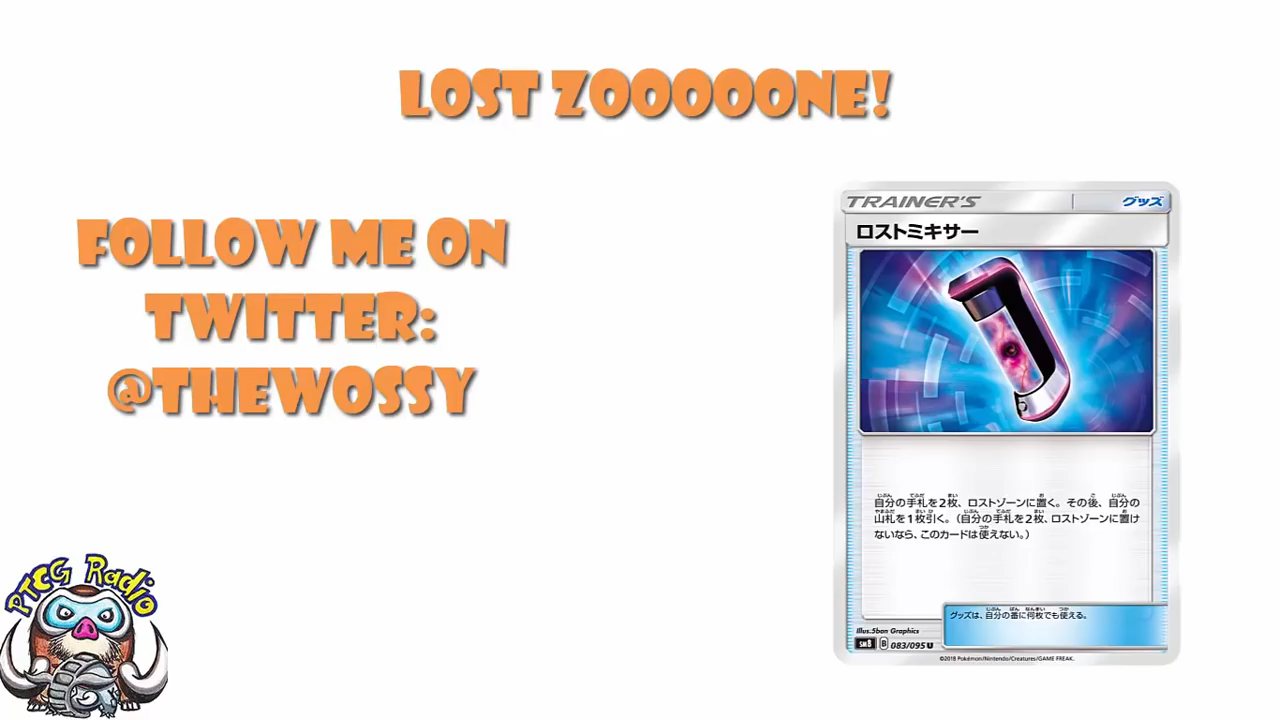 LOST ZOOOOONE!
FOLLOW ME ON
TWITTER:
@THEWOSSY
TRAINER'S グッズ
ロストミキサー
自分の手札を2枚、ロストゾーンに置く。その後、自分の
山札を1枚引く。(自分の手札を2枚、ロストゾーンに置け
ないなら、このカードは使えない。)
グッズは、自分の番に何枚でも使える。
Illus.5ban Graphics
SM8 B 083/095 U
©2018 Pokémon/Nintendo/Creatures/GAME FREAK.
PTCG Radio